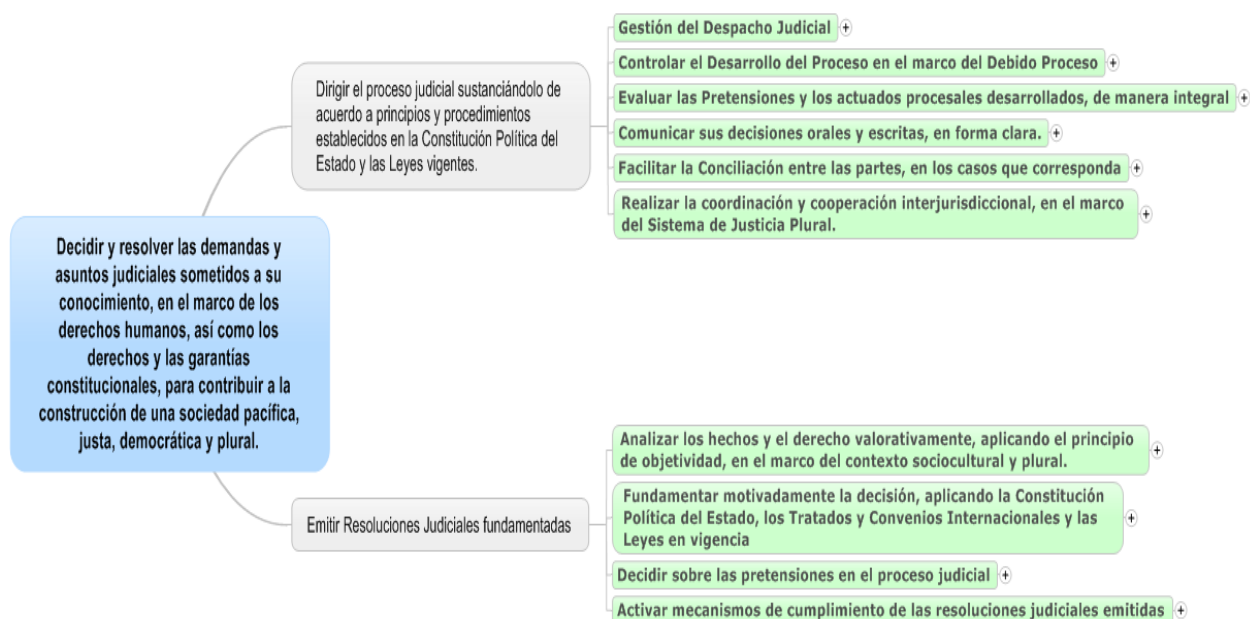 Gestión del Despacho Judicial
Controlar el Desarrollo del Proceso en el marco del Debido Proceso
Evaluar las Pretensiones y los actuados procesales desarrollados, de manera integral
Comunicar sus decisiones orales y escritas, en forma clara.
Facilitar la Conciliación entre las partes, en los casos que corresponda
Realizar la coordinación y cooperación interjurisdiccional, en el marco
del Sistema de Justicia Plural.
Dirigir el proceso judicial sustanciándolo de
acuerdo a principios y procedimientos
establecidos en la Constitución Política del
Estado y las Leyes vigentes.
Decidir y resolver las demandas y
asuntos judiciales sometidos a su
conocimiento, en el marco de los
derechos humanos, así como los
derechos y las garantías
constitucionales, para contribuir a la
construcción de una sociedad pacífica,
justa, democrática y plural.
Analizar los hechos y el derecho valorativamente, aplicando el principio
de objetividad, en el marco del contexto sociocultural y plural.
Fundamentar motivadamente la decisión, aplicando la Constitución
Política del Estado, los Tratados y Convenios Internacionales y las
Leyes en vigencia
Emitir Resoluciones Judiciales fundamentadas
Decidir sobre las pretensiones en el proceso judicial
Activar mecanismos de cumplimiento de las resoluciones judiciales emitidas